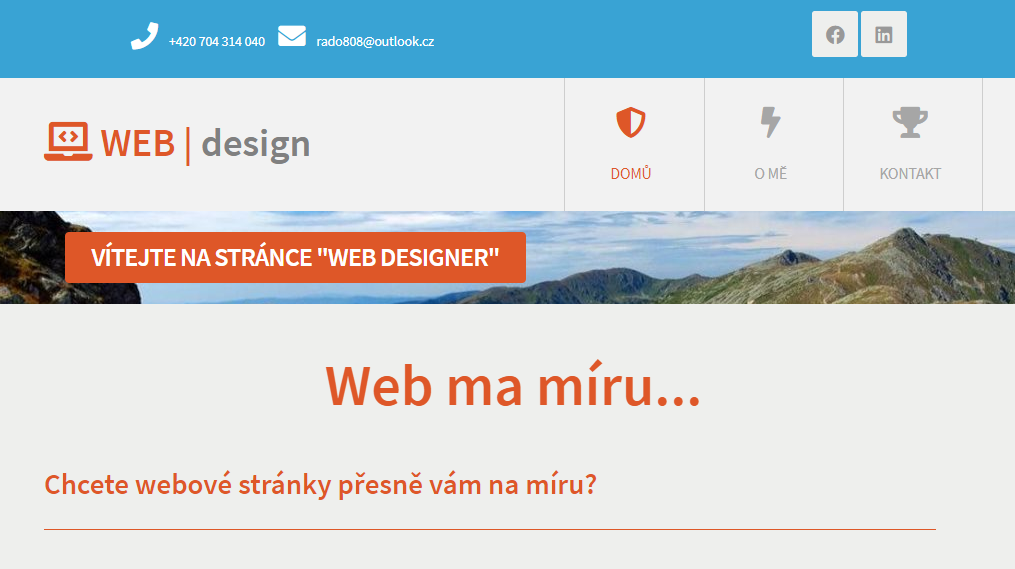 +420 704 314 040 rado808@outlook.cz
WEB | design
DOMŮ O MĚ KONTAKT
VÍTEJTE NA STRÁNCE "WEB DESIGNER"
Web ma míru...
Chcete webové stránky přesně vám na míru?